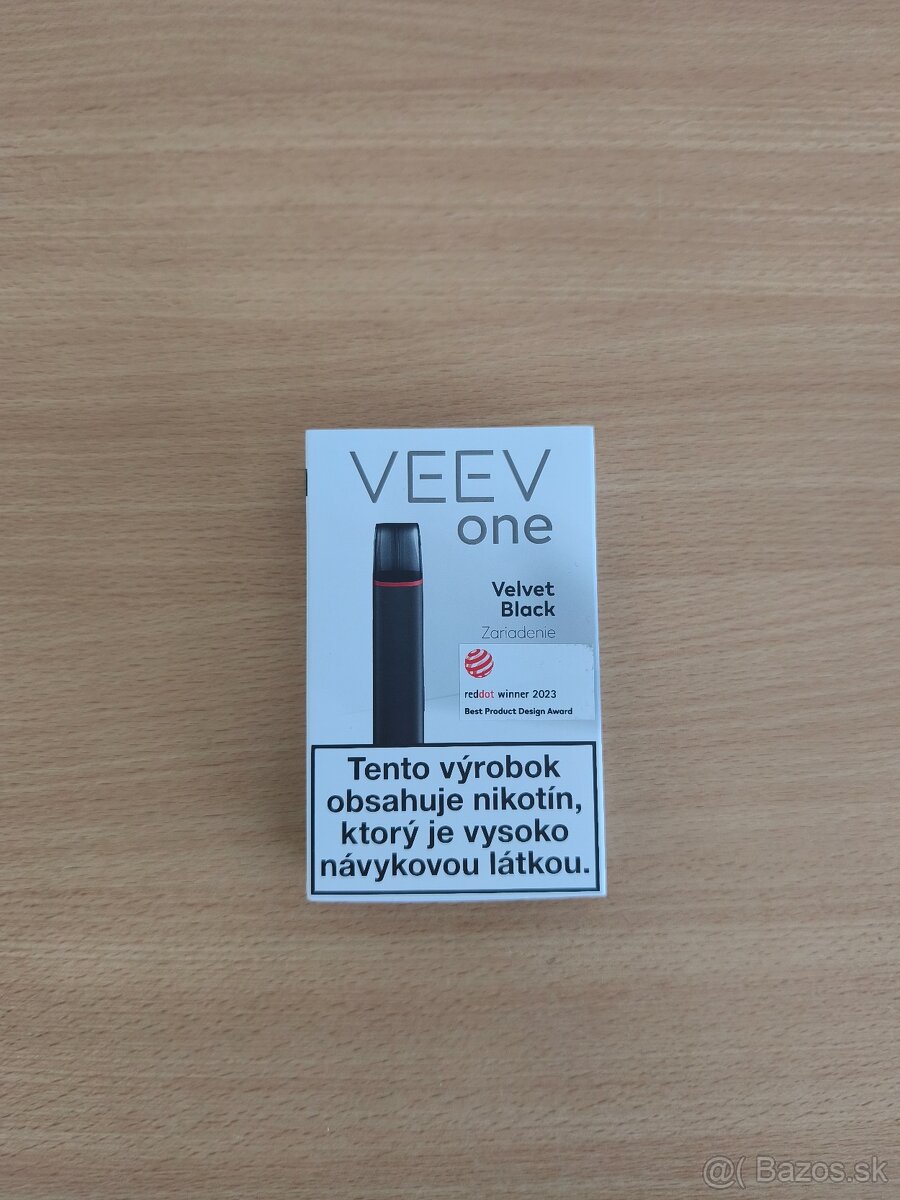 VEEV
one
Velvet
Black
Zariadenie
reddot winner 2023
Best Product Design Award
Tento výrobok
obsahuje nikotín,
ktorý je vysoko
návykovou látkou.
@( Bazos.sk